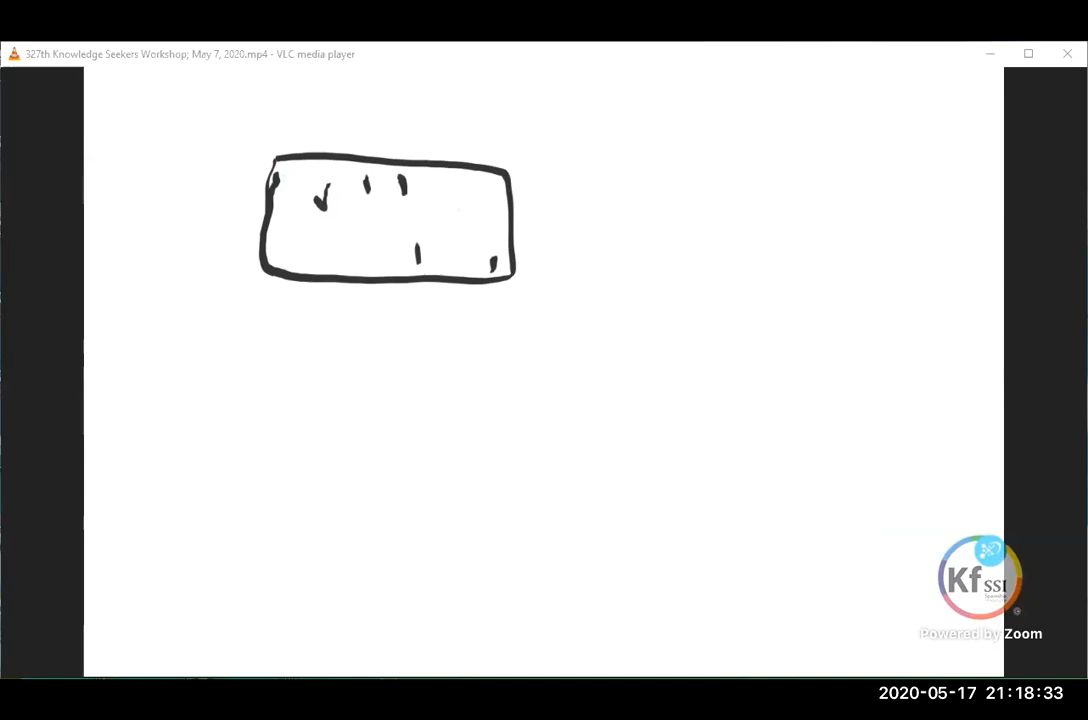 327th Knowledge Seekers Workshop; May 7, 2020.mp4 - VLC media player
Kf SSI
Powered by Zoom
2020-05-17 21:18:33